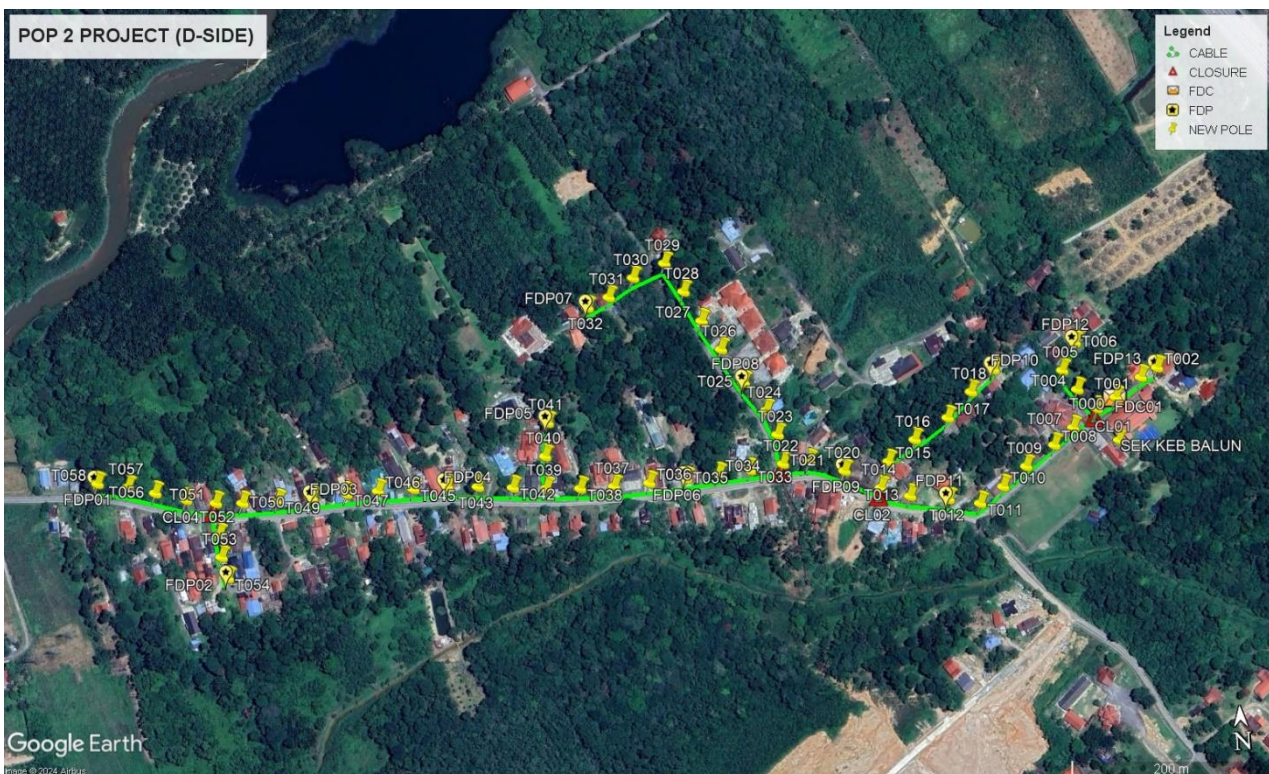 POP 2 PROJECT (D-SIDE)
Legend
CABLE
CLOSURE
FDC
FDP
NEW POLE
T029
T030
T028
T031
FDP07
T032
T027
T026
FDP08
T025
T024
T023
T022
FDP12
T006
T005
FDP13
T002
T004
T001
T000
FDC01
CL01
T007
T008
SEK KEB BALUN
T009
T010
T011
FDP10
T018
T017
T016
T015
T014
T013
CL02
FDP11
T012
FDP09
T020
T021
T033
T034
T035
T036
FDP06
T037
T038
FDP05
T041
T040
T039
T042
T043
FDP04
T045
T046
T047
FDP03
T049
T050
T051
CL04
T052
T053
FDP02
T054
T058
T057
T056
FDP01
Google Earth
Image © 2024 Airbus
200 m
N